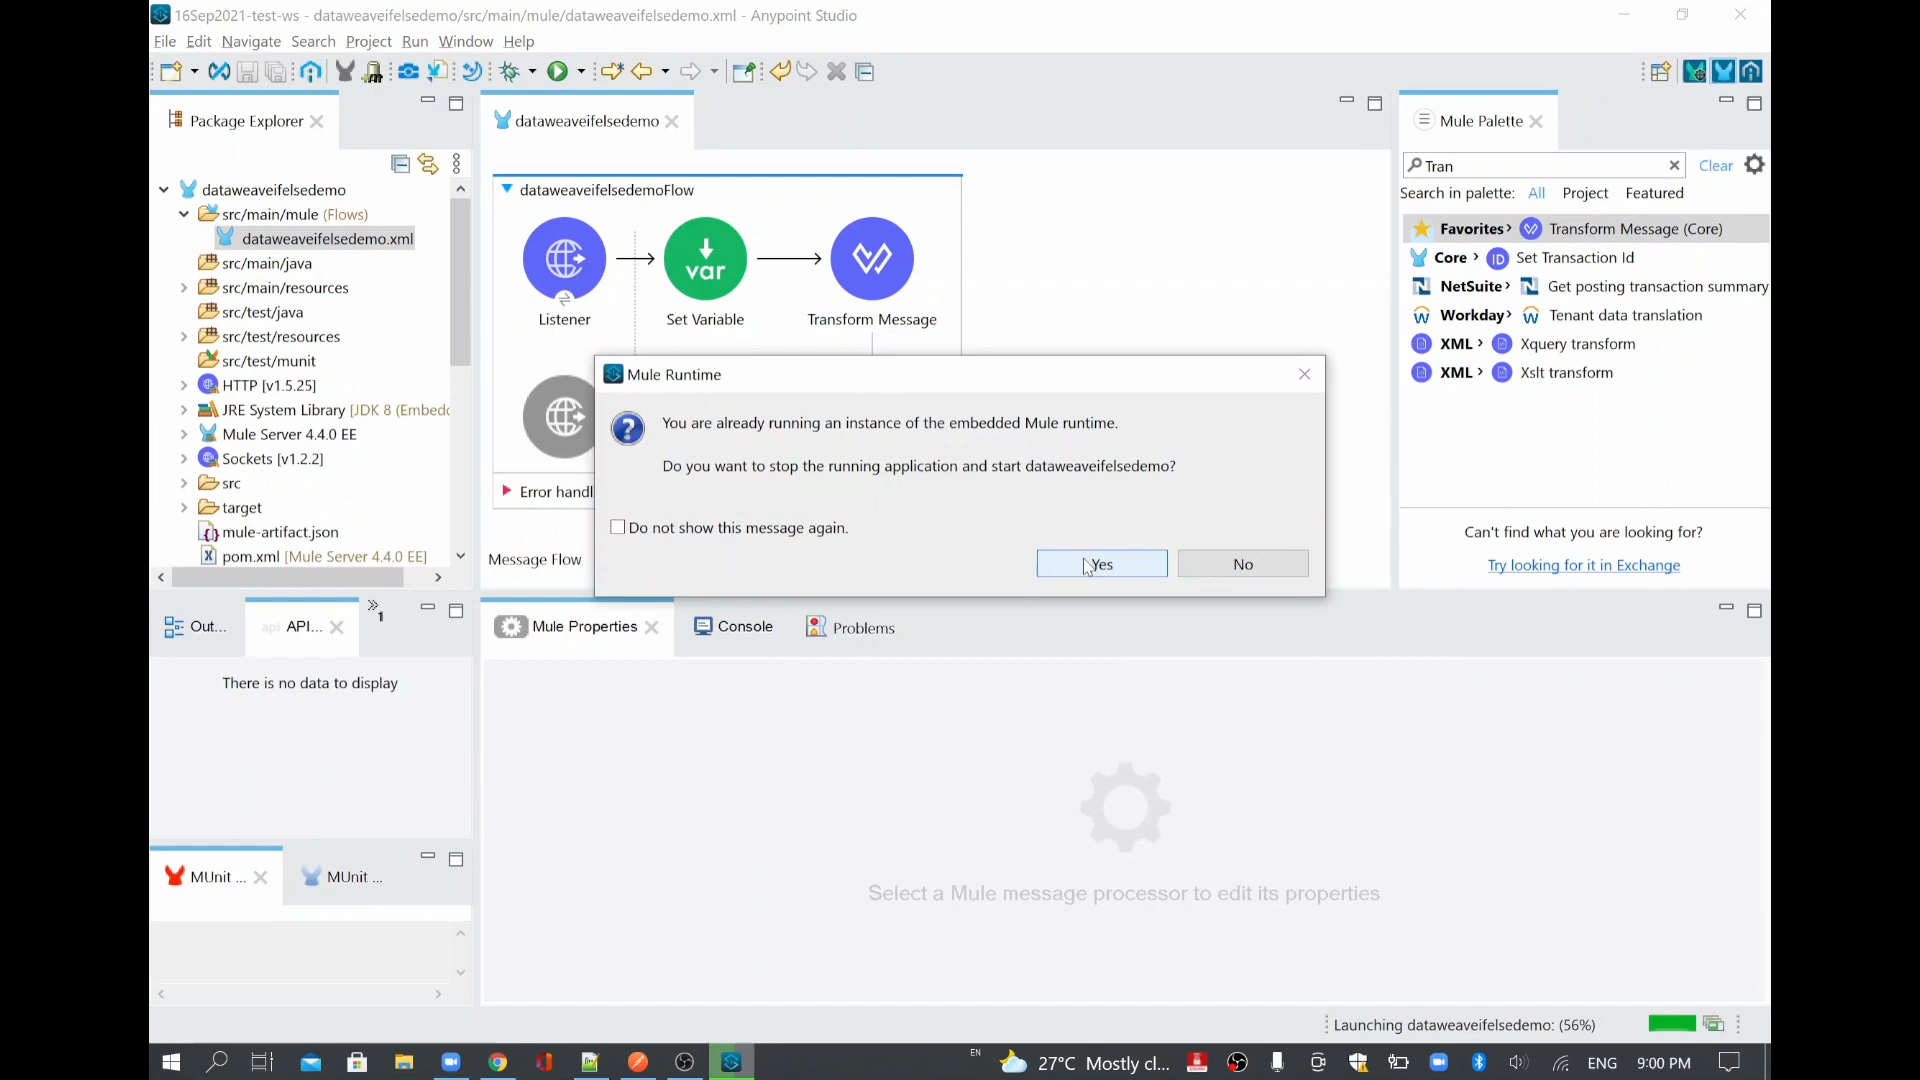 16Sep2021-test-ws - dataweaveifelsedemo/src/main/mule/dataweaveifelsedemo.xml - Anypoint Studio
File Edit Navigate Search Project Run Window Help
Package Explorer
dataweaveifelsedemo
src/main/mule (Flows)
dataweaveifelsedemo.xml
src/main/java
src/main/resources
src/test/java
src/test/resources
src/test/munit
HTTP [v1.5.25]
JRE System Library [JDK 8 (Embedd
Mule Server 4.4.0 EE
Sockets [v1.2.2]
src
target
mule-artifact.json
pom.xml [Mule Server 4.4.0 EE]
dataweaveifelsedemo
dataweaveifelsedemoFlow
var
Listener
Set Variable
Transform Message
Error handl
Message Flow
Mule Runtime
You are already running an instance of the embedded Mule runtime.
Do you want to stop the running application and start dataweaveifelsedemo?
Do not show this message again.
Yes
No
Mule Palette
Tran
Clear
Search in palette: All Project Featured
Favorites> Transform Message (Core)
Core > Set Transaction Id
NetSuite> Get posting transaction summary
Workday> Tenant data translation
XML > Xquery transform
XML > Xslt transform
Can't find what you are looking for?
Try looking for it in Exchange
Out...
api API...
1
There is no data to display
MUnit ...
MUnit ...
Mule Properties
Console
Problems
Select a Mule message processor to edit its properties
Launching dataweaveifelsedemo: (56%)
EN
27°C Mostly cl...
ENG
9:00 PM